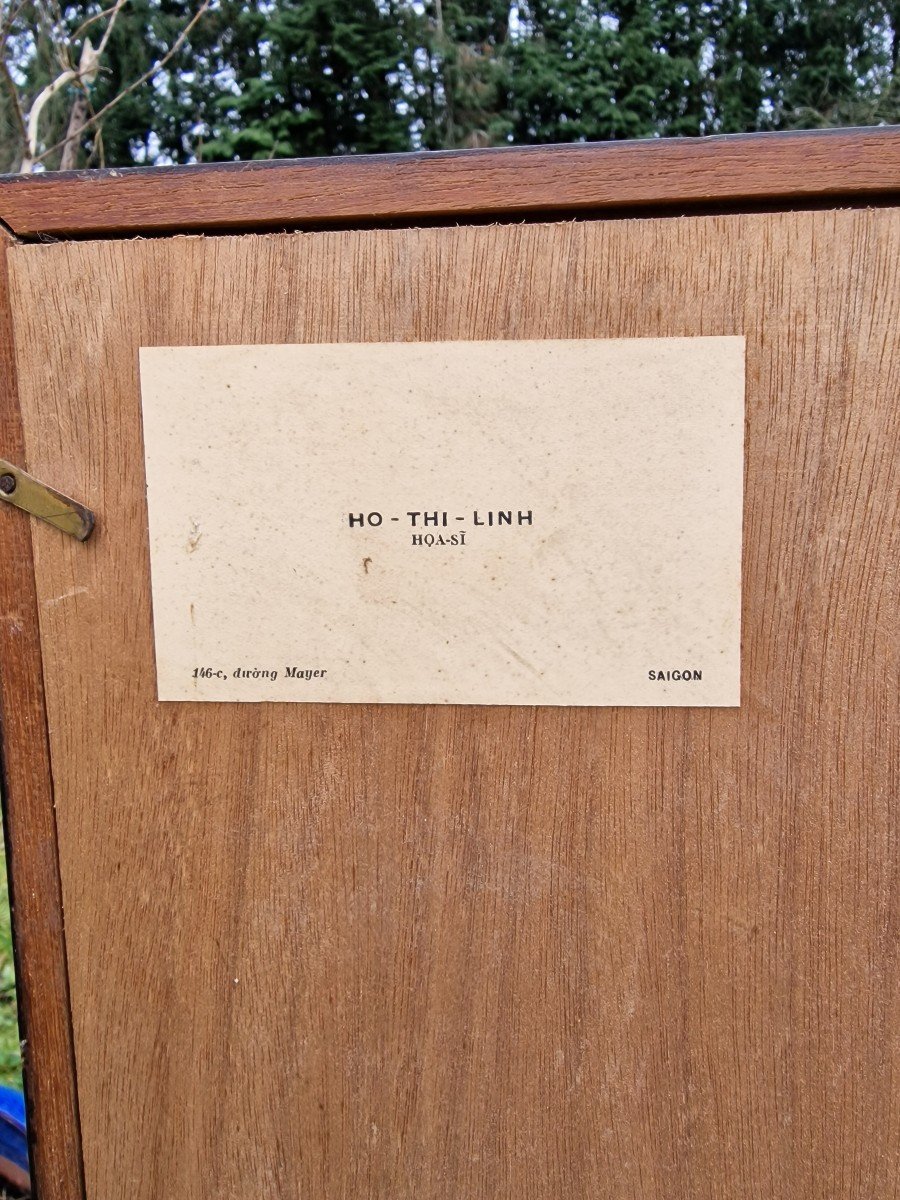 HO - THI - LINH
HỌA-SĨ
146-c, đường Mayer
SAIGON